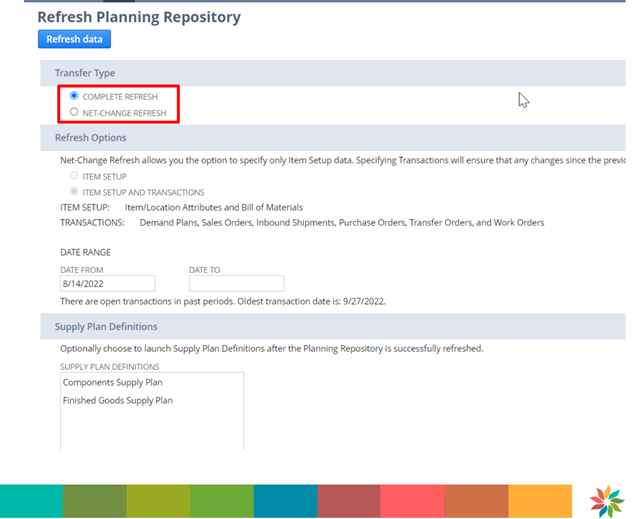 Refresh Planning Repository
Refresh data
Transfer Type
COMPLETE REFRESH
NET-CHANGE REFRESH
Refresh Options
Net-Change Refresh allows you the option to specify only Item Setup data. Specifying Transactions will ensure that any changes since the
ITEM SETUP
ITEM SETUP AND TRANSACTIONS
ITEM SETUP: Item/Location Attributes and Bill of Materials
TRANSACTIONS: Demand Plans, Sales Orders, Inbound Shipments, Purchase Orders, Transfer Orders, and Work Orders
DATE RANGE
DATE FROM DATE TO
8/14/2022
There are open transactions in past periods. Oldest transaction date is: 9/27/2022.
Supply Plan Definitions
Optionally choose to launch Supply Plan Definitions after the Planning Repository is successfully refreshed.
SUPPLY PLAN DEFINITIONS
Components Supply Plan
Finished Goods Supply Plan